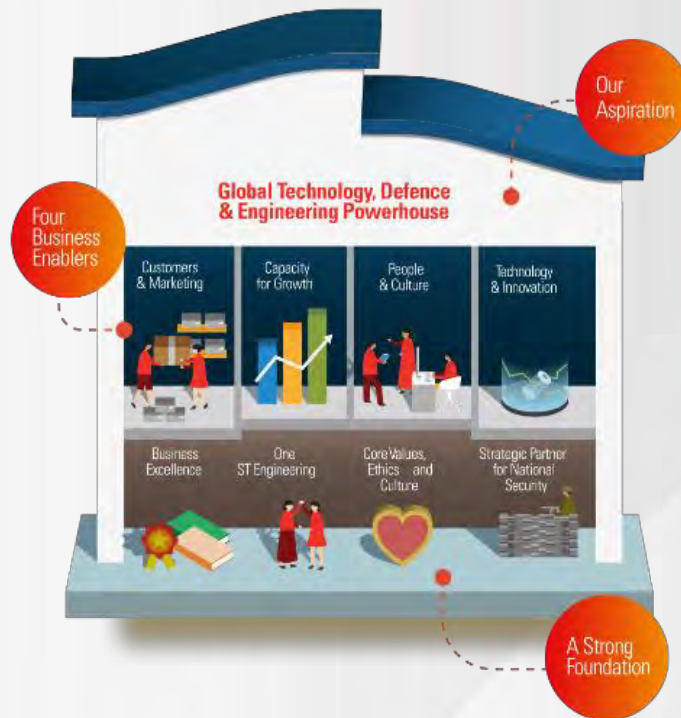 Our
Aspiration
Global Technology, Defence
& Engineering Powerhouse
Four
Business
Enablers
Customers
& Marketing
Capacity
for Growth
People
& Culture
Technology
& Innovation
Business
Excellence
One
ST Engineering
Core Values,
Ethics and
Culture
Strategic Partner
for National
Security
A Strong
Foundation